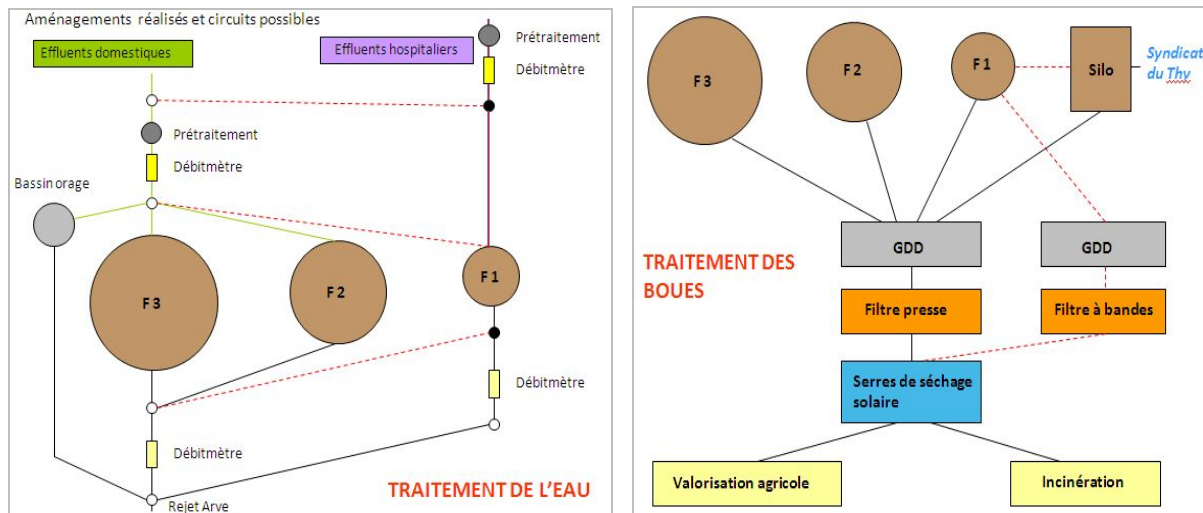 Aménagements réalisés et circuits possibles
Effluents domestiques
Effluents hospitaliers
Prétraitement
Débitmètre
Prétraitement
Débitmètre
Bassin orage
F 3
F 2
F 1
Débitmètre
Débitmètre
Rejet Arve
TRAITEMENT DE L'EAU
F 3
F 2
F 1
Silo
Syndicat
du Thy
GDD
GDD
TRAITEMENT DES
BOUES
Filtre presse
Filtre à bandes
Serres de séchage
solaire
Valorisation agricole
Incinération